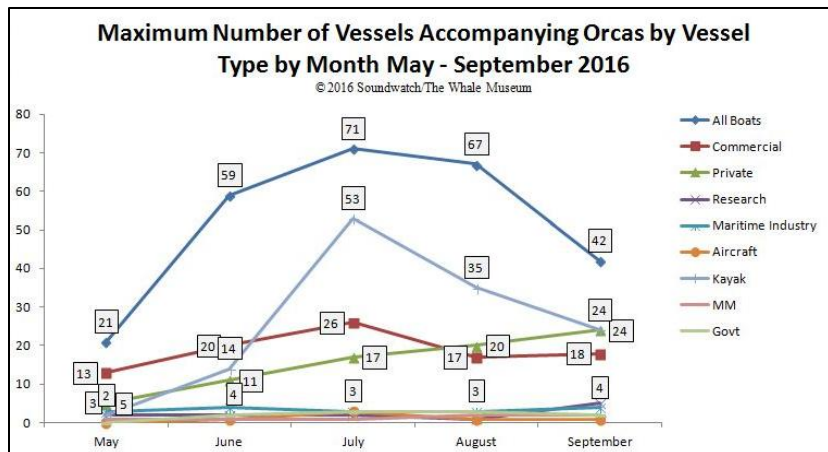 Maximum Number of Vessels Accompanying Orcas by Vessel
Type by Month May - September 2016
© 2016 Soundwatch/The Whale Museum
80
70
60
50
40
30
20
10
0
21
59
71
67
42
13
20
26
17
18
5
11
17
20
24
2
14
53
35
24
3
4
3
3
4
May
June
July
August
September
All Boats
Commercial
Private
Research
Maritime Industry
Aircraft
Kayak
MM
Govt